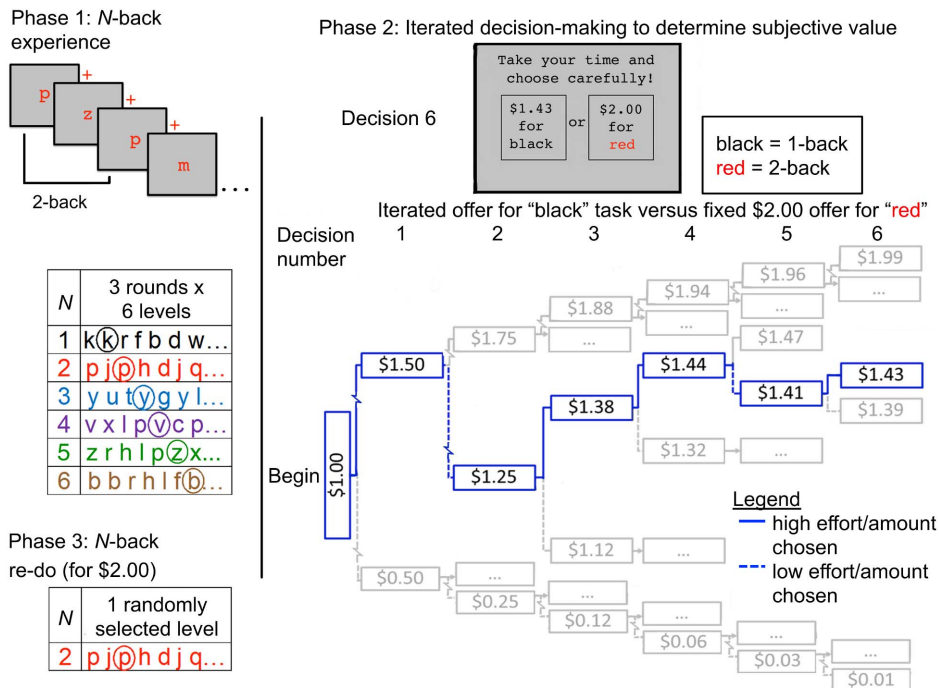 Phase 1: N-back
experience
+
p
+
z
+
p
m
...
2-back
N
3 rounds x
6 levels
1 k k r f b d w...
2 p j p h d j q...
3 y u t y g y l...
4 v x l p v c p...
5 z r h l p z x...
6 b b r h l f b...
Phase 3: N-back
re-do (for $2.00)
N
1 randomly
selected level
2 p j p h d j q...
Phase 2: Iterated decision-making to determine subjective value
Decision 6
Take your time and
choose carefully!
$1.43
for
black
or
$2.00
for
red
black = 1-back
red = 2-back
Iterated offer for “black” task versus fixed $2.00 offer for “red”
Decision
number
1 2 3 4 5 6
$1.99
$1.96
...
$1.94
...
$1.88
...
$1.75
...
$1.47
$1.50
$1.44
$1.43
$1.41
$1.38
$1.39
$1.32
...
Begin
$1.00
$1.25
$1.12
...
$0.50
...
$0.25
...
$0.12
...
$0.06
...
$0.03
...
$0.01
Legend
high effort/amount
chosen
low effort/amount
chosen